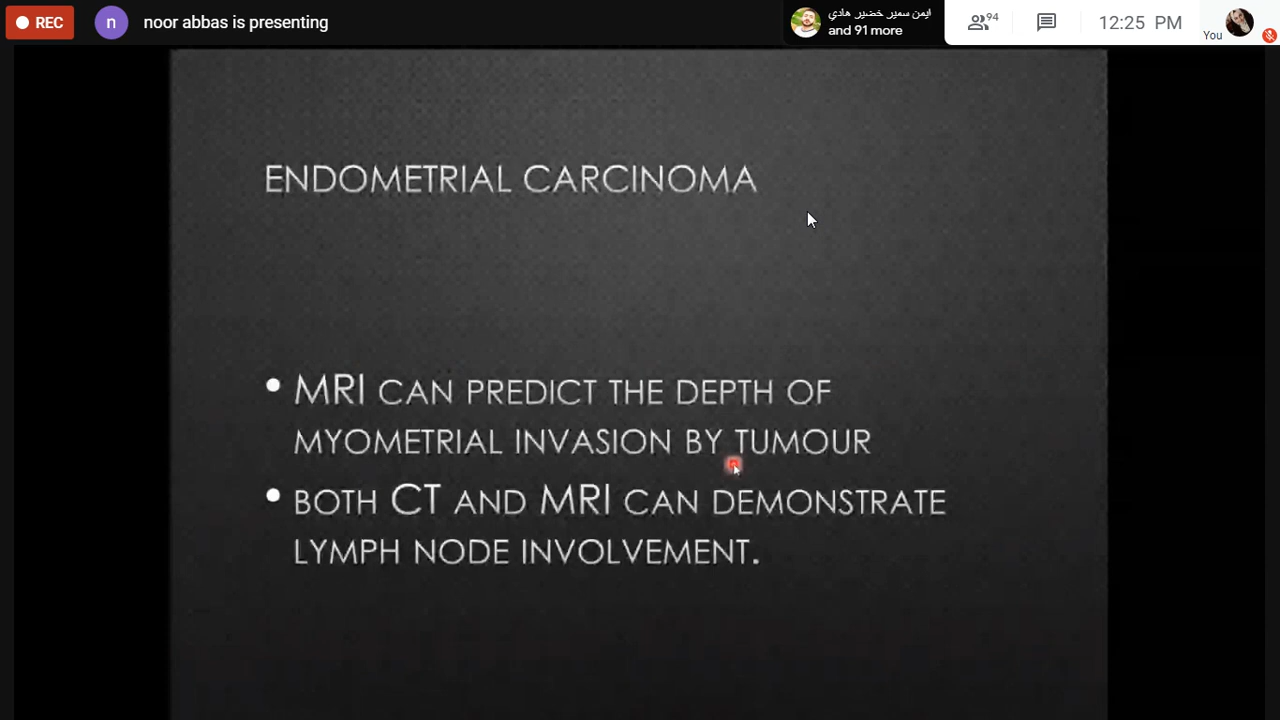 REC
n
noor abbas is presenting
ايمن سمير خضير هادي
and 91 more
94
12:25 PM
You
ENDOMETRIAL CARCINOMA
• MRI CAN PREDICT THE DEPTH OF
MYOMETRIAL INVASION BY TUMOUR
• BOTH CT AND MRI CAN DEMONSTRATE
LYMPH NODE INVOLVEMENT.